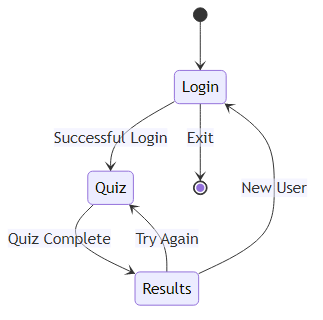 Login
Successful Login
Exit
Quiz
New User
Quiz Complete
Try Again
Results